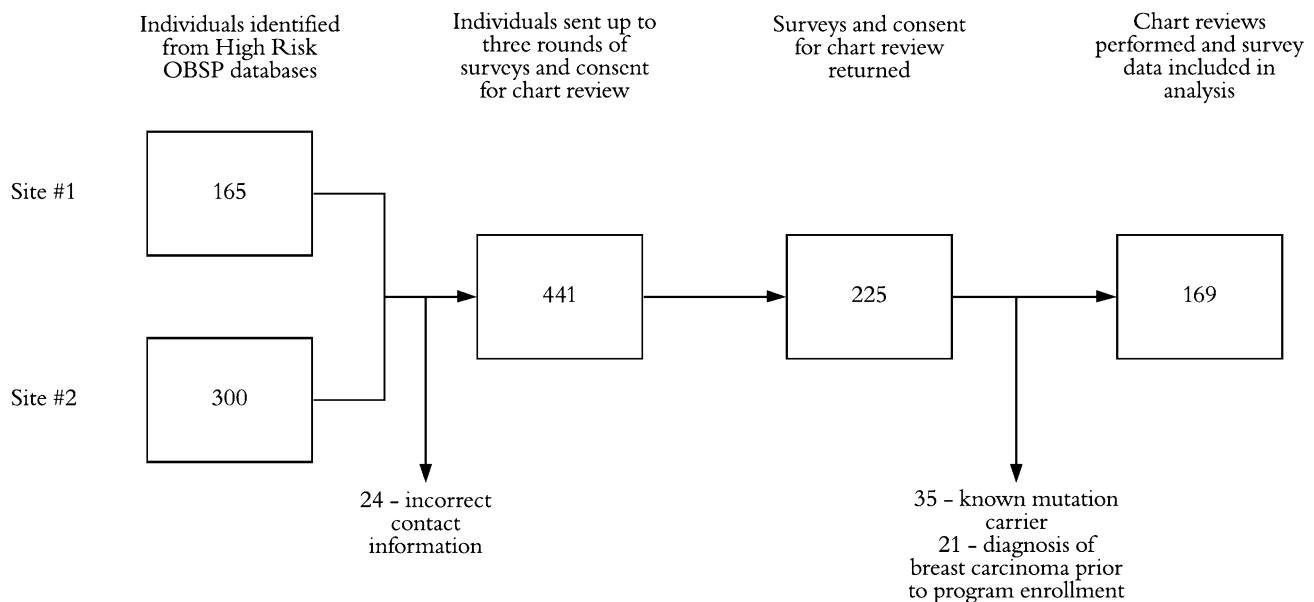 Individuals identified
from High Risk
OBSP databases
Individuals sent up to
three rounds of
surveys and consent
for chart review
Surveys and consent
for chart review
returned
Chart reviews
performed and survey
data included in
analysis
Site #1
165
441
225
169
Site #2
300
24 - incorrect
contact
information
35 - known mutation
carrier
21 - diagnosis of
breast carcinoma prior
to program enrollment